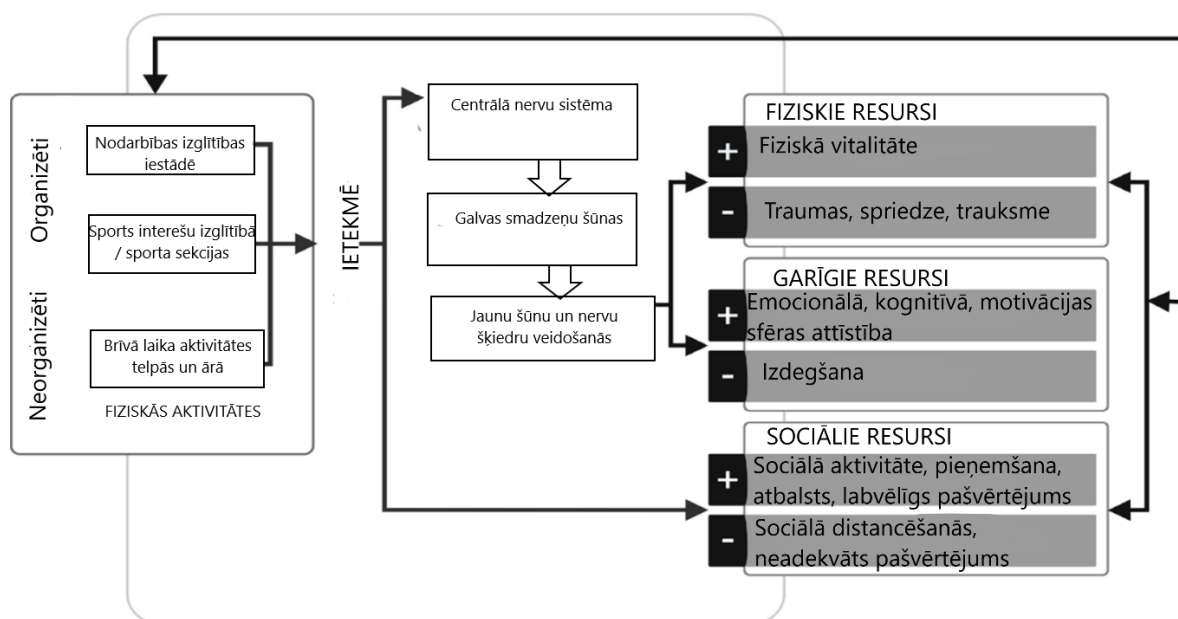 Organizēti
Neorganizēti
Nodarbības izglītības
iestādē
Sports interešu izglītībā
/ sporta sekcijas
Brīvā laika aktivitātes
telpās un ārā
FIZISKĀS AKTIVITĀTES
IETEKMĒ
Centrālā nervu sistēma
Galvas smadzeņu šūnas
Jaunu šūnu un nervu
šķiedru veidošanās
FIZISKIE RESURSI
+ Fiziskā vitalitāte
- Traumas, spriedze, trauksme
GARĪGIE RESURSI
+ Emocionālā, kognitīvā, motivācijas
sfēras attīstība
- Izdegšana
SOCIĀLIE RESURSI
+ Sociālā aktivitāte, pieņemšana,
atbalsts, labvēlīgs pašvērtējums
- Sociālā distancēšanās,
neadekvāts pašvērtējums